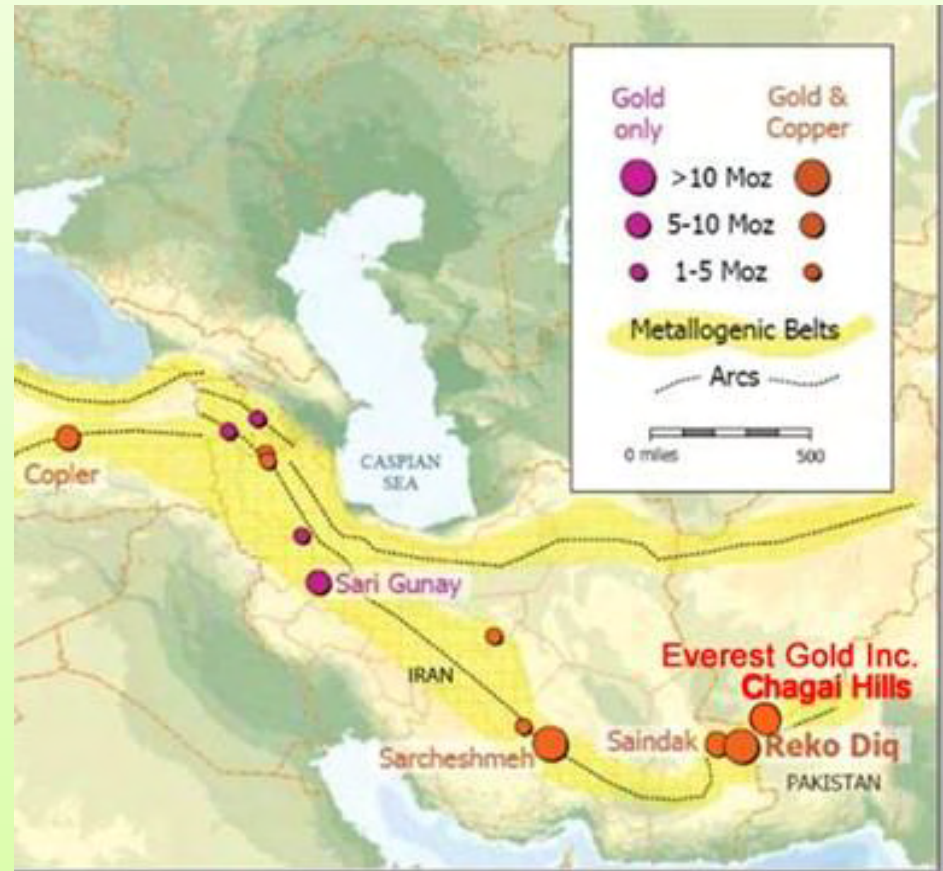 Gold
only
Gold &
Copper
>10 Moz
5-10 Moz
1-5 Moz
Metallogenic Belts
Arcs
0 miles
500
CASPIAN
SEA
Copler
Sari Gunay
IRAN
Everest Gold Inc.
Chagai Hills
Sarcheshmeh
Saindak
Reko Diq
PAKISTAN